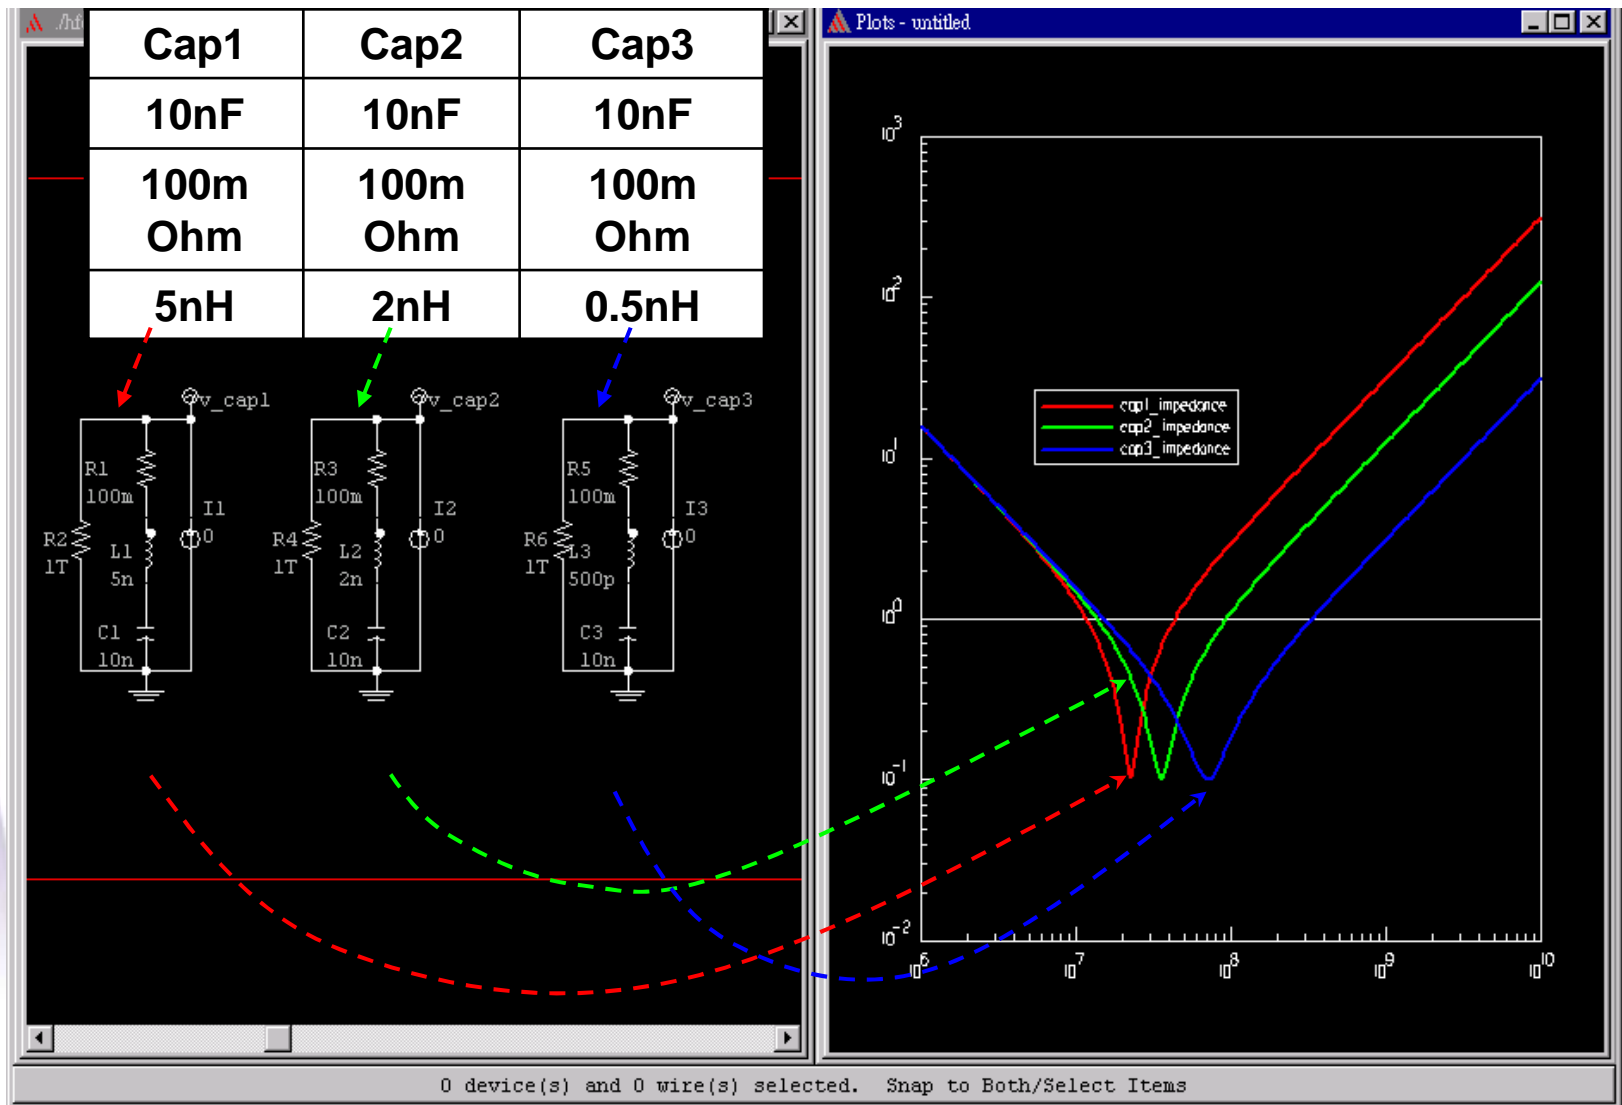 ./hf
Plots - untitled
Cap1 Cap2 Cap3
10nF 10nF 10nF
100m 100m 100m
Ohm Ohm Ohm
5nH 2nH 0.5nH
v_cap1 v_cap2 v_cap3
R1 R3 R5
100m 100m 100m
I1 I2 I3
0 0 0
R2 R4 R6
1T 1T 1T
L1 L2 L3
5n 2n 500p
C1 C2 C3
10n 10n 10n
10^3
10^2
10^1
10^0
10^-1
10^-2
cap1_impedance
cap2_impedance
cap3_impedance
10^6 10^7 10^8 10^9 10^10
0 device(s) and 0 wire(s) selected. Snap to Both/Select Items